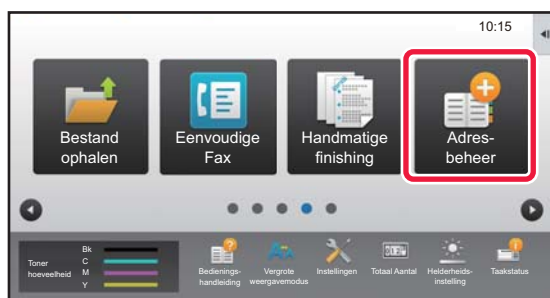 10:15
Bestand
ophalen
Eenvoudige
Fax
Handmatige
finishing
Adres-
beheer
Toner
hoeveelheid
Bk
C
M
Y
Bedienings-
handleiding
Vergrote
weergavemodus
Instellingen
Totaal Aantal
Helderheids-
instelling
Taakstatus